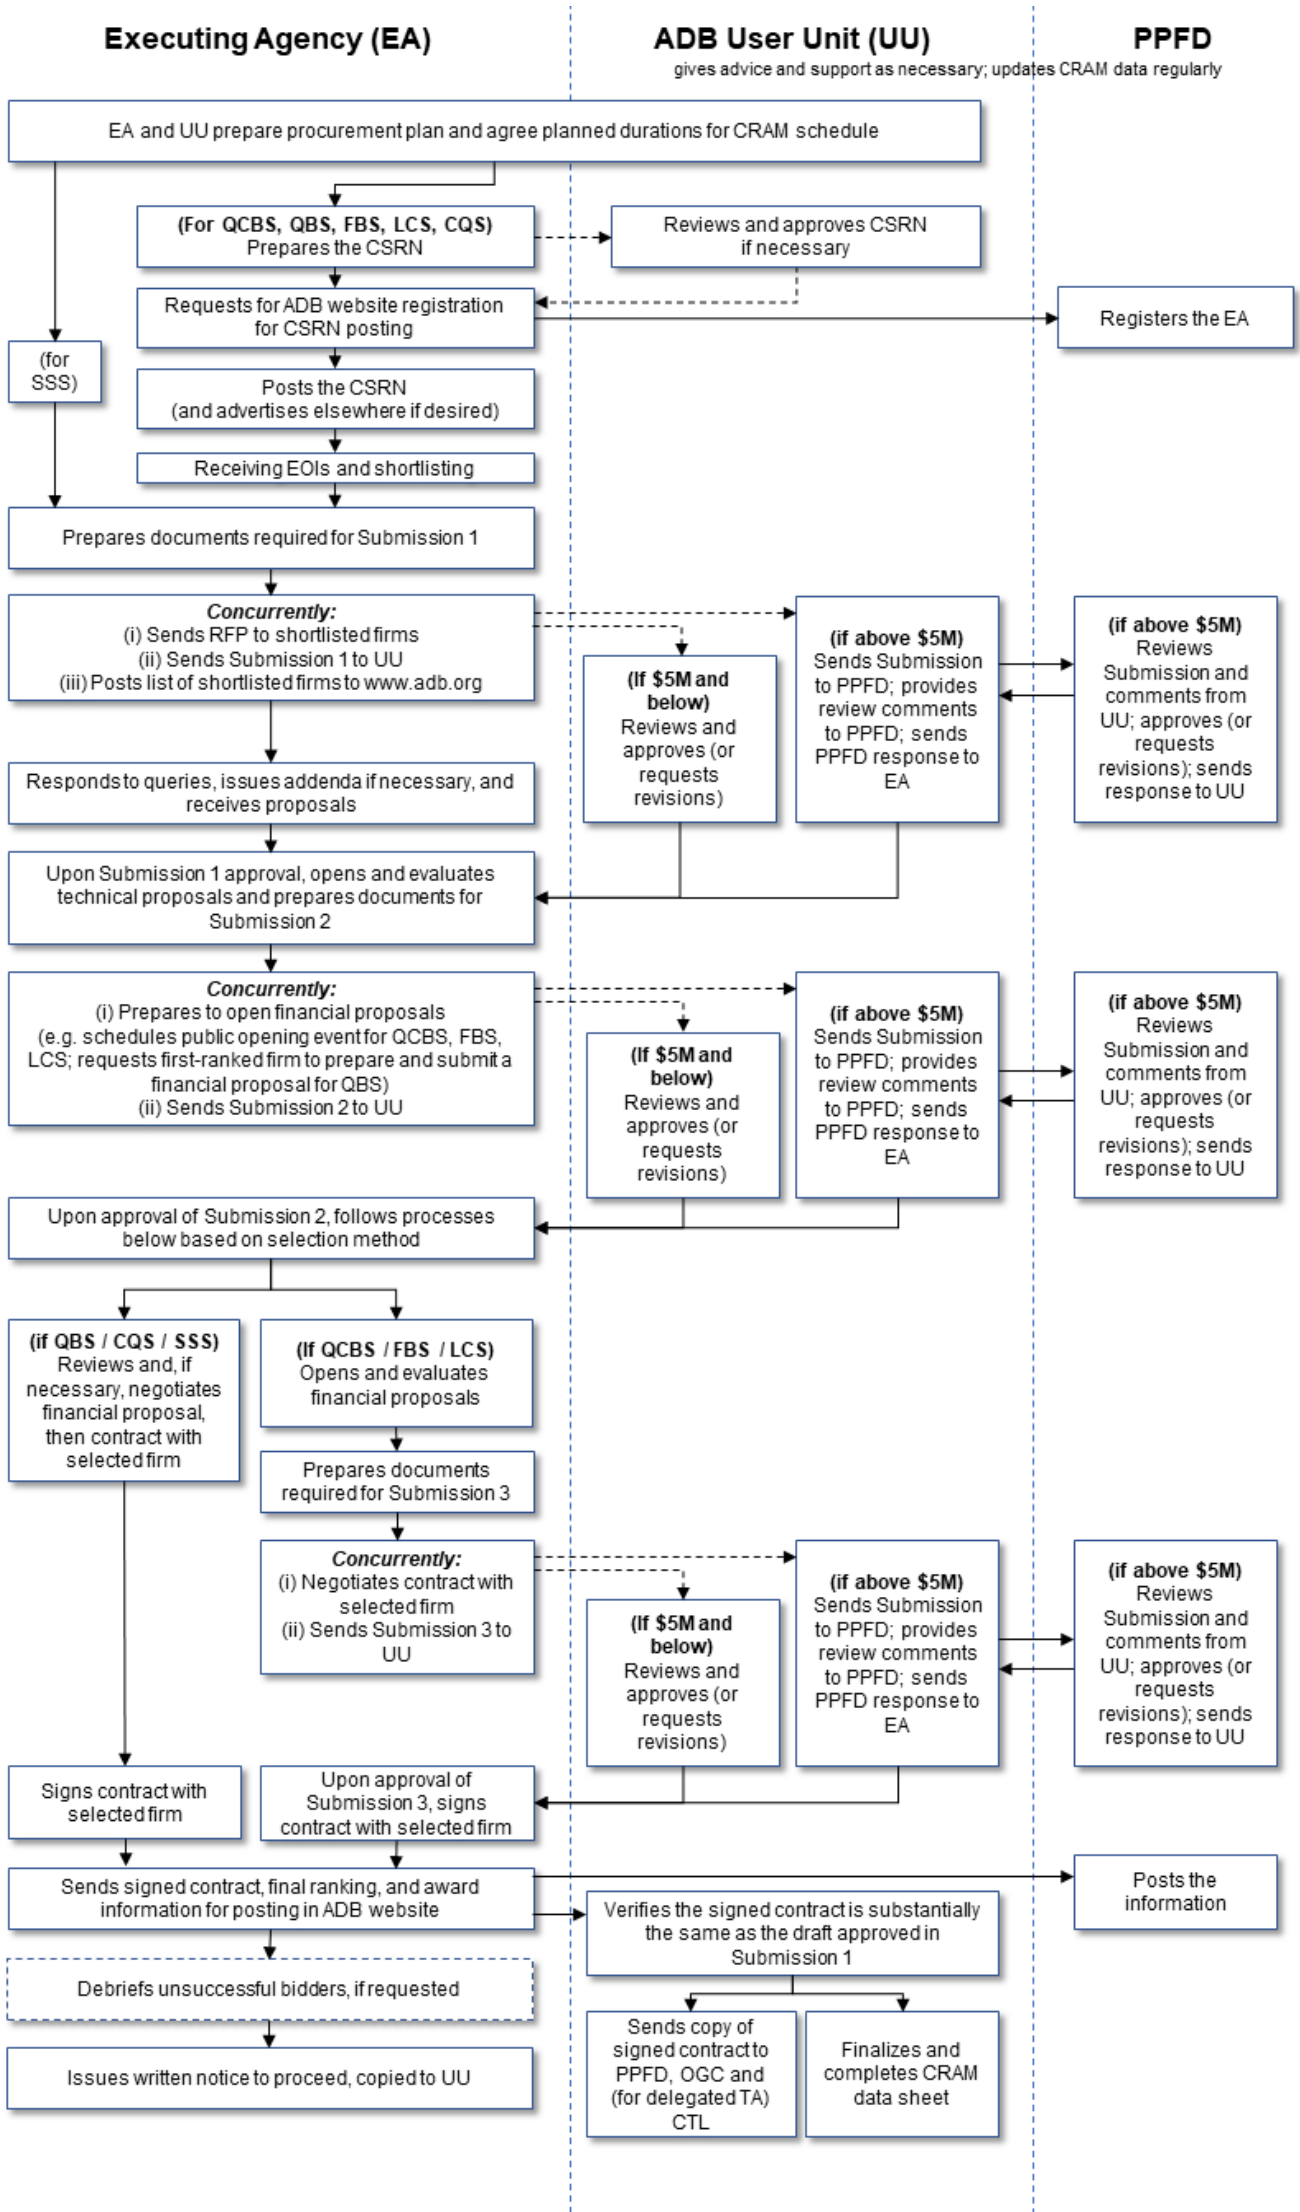 Executing Agency (EA)
ADB User Unit (UU)
PPFD
gives advice and support as necessary; updates CRAM data regularly
EA and UU prepare procurement plan and agree planned durations for CRAM schedule
(For QCBS, QBS, FBS, LCS, CQS)
Prepares the CSRN
Reviews and approves CSRN
if necessary
Requests for ADB website registration
for CSRN posting
Registers the EA
(for
SSS)
Posts the CSRN
(and advertises elsewhere if desired)
Receiving EOIs and shortlisting
Prepares documents required for Submission 1
Concurrently:
(i) Sends RFP to shortlisted firms
(ii) Sends Submission 1 to UU
(iii) Posts list of shortlisted firms to www.adb.org
(If $5M and
below)
Reviews and
approves (or
requests
revisions)
(if above $5M)
Sends Submission
to PPFD; provides
review comments
to PPFD; sends
PPFD response to
EA
(if above $5M)
Reviews
Submission and
comments from
UU; approves (or
requests
revisions); sends
response to UU
Responds to queries, issues addenda if necessary, and
receives proposals
Upon Submission 1 approval, opens and evaluates
technical proposals and prepares documents for
Submission 2
Concurrently:
(i) Prepares to open financial proposals
(e.g. schedules public opening event for QCBS, FBS,
LCS; requests first-ranked firm to prepare and submit a
financial proposal for QBS)
(ii) Sends Submission 2 to UU
(If $5M and
below)
Reviews and
approves (or
requests
revisions)
(if above $5M)
Sends Submission
to PPFD; provides
review comments
to PPFD; sends
PPFD response to
EA
(if above $5M)
Reviews
Submission and
comments from
UU; approves (or
requests
revisions); sends
response to UU
Upon approval of Submission 2, follows processes
below based on selection method
(if QBS / CQS / SSS)
Reviews and, if
necessary, negotiates
financial proposal,
then contract with
selected firm
(If QCBS / FBS / LCS)
Opens and evaluates
financial proposals
Prepares documents
required for Submission 3
Concurrently:
(i) Negotiates contract with
selected firm
(ii) Sends Submission 3 to
UU
(If $5M and
below)
Reviews and
approves (or
requests
revisions)
(if above $5M)
Sends Submission
to PPFD; provides
review comments
to PPFD; sends
PPFD response to
EA
(if above $5M)
Reviews
Submission and
comments from
UU; approves (or
requests
revisions); sends
response to UU
Signs contract with
selected firm
Upon approval of
Submission 3, signs
contract with selected firm
Sends signed contract, final ranking, and award
information for posting in ADB website
Posts the
information
Verifies the signed contract is substantially
the same as the draft approved in
Submission 1
Debriefs unsuccessful bidders, if requested
Sends copy of
signed contract to
PPFD, OGC and
(for delegated TA)
CTL
Finalizes and
completes CRAM
data sheet
Issues written notice to proceed, copied to UU